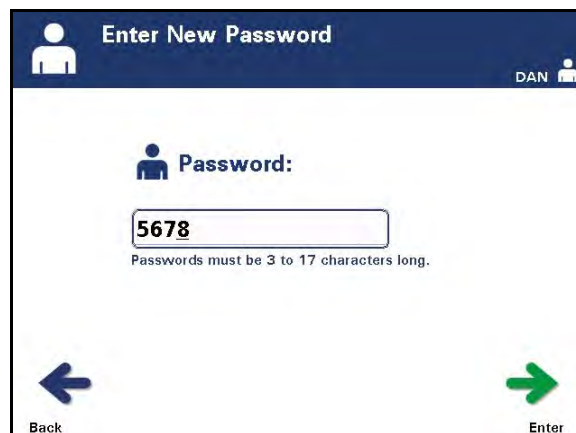 Enter New Password
DAN
Password:
5678
Passwords must be 3 to 17 characters long.
Back
Enter